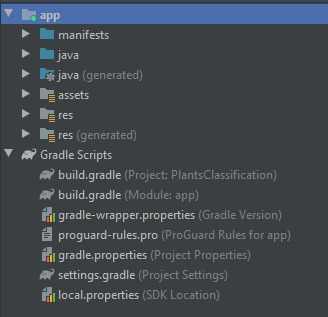 app
manifests
java
java (generated)
assets
res
res (generated)
Gradle Scripts
build.gradle (Project: PlantsClassification)
build.gradle (Module: app)
gradle-wrapper.properties (Gradle Version)
proguard-rules.pro (ProGuard Rules for app)
gradle.properties (Project Properties)
settings.gradle (Project Settings)
local.properties (SDK Location)